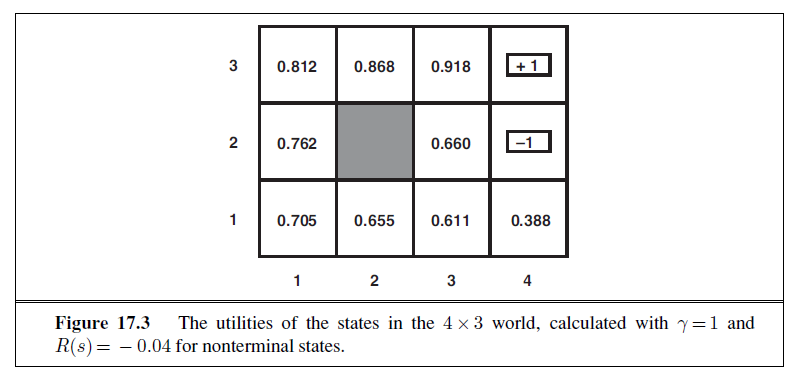 3 0.812 0.868 0.918 + 1
2 0.762 0.660 –1
1 0.705 0.655 0.611 0.388
1 2 3 4
Figure 17.3 The utilities of the states in the 4 × 3 world, calculated with γ = 1 and
R(s) = − 0.04 for nonterminal states.